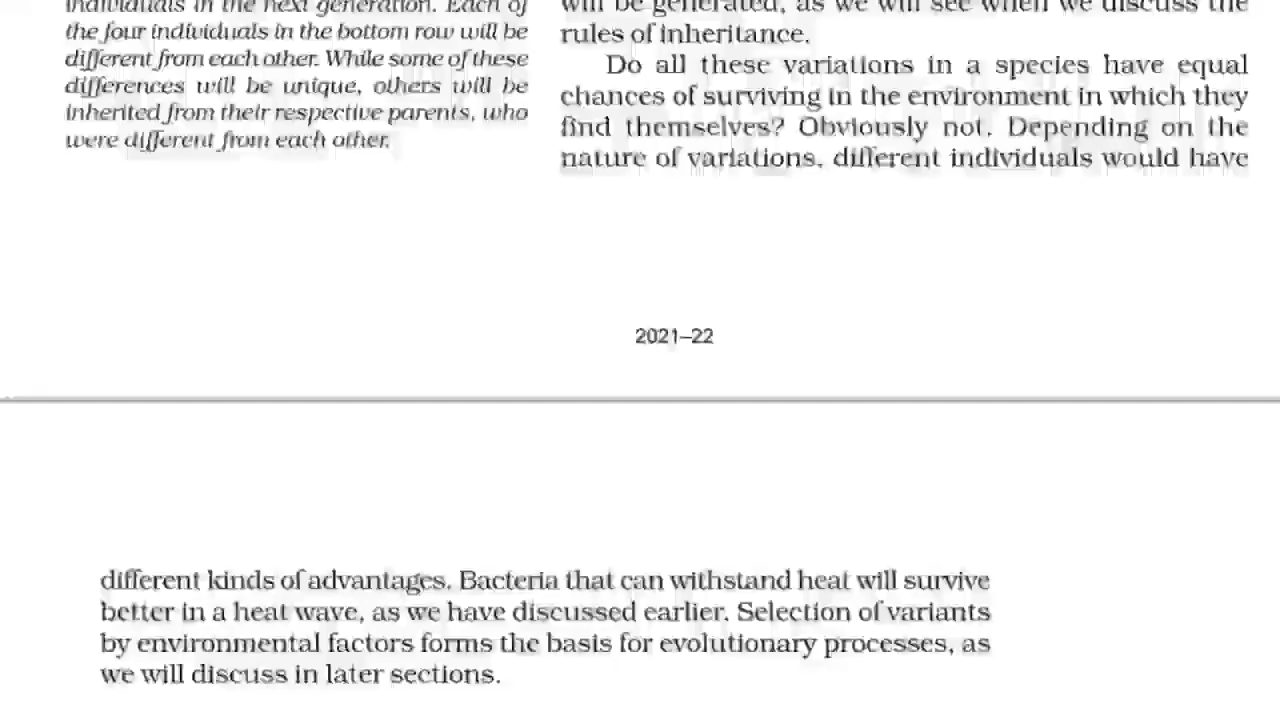 individuals in the next generation. Each of
the four individuals in the bottom row will be
different from each other. While some of these
differences will be unique, others will be
inherited from their respective parents, who
were different from each other.
will be generated, as we will see when we discuss the
rules of inheritance.
Do all these variations in a species have equal
chances of surviving in the environment in which they
find themselves? Obviously not. Depending on the
nature of variations, different individuals would have
2021–22
different kinds of advantages. Bacteria that can withstand heat will survive
better in a heat wave, as we have discussed earlier. Selection of variants
by environmental factors forms the basis for evolutionary processes, as
we will discuss in later sections.